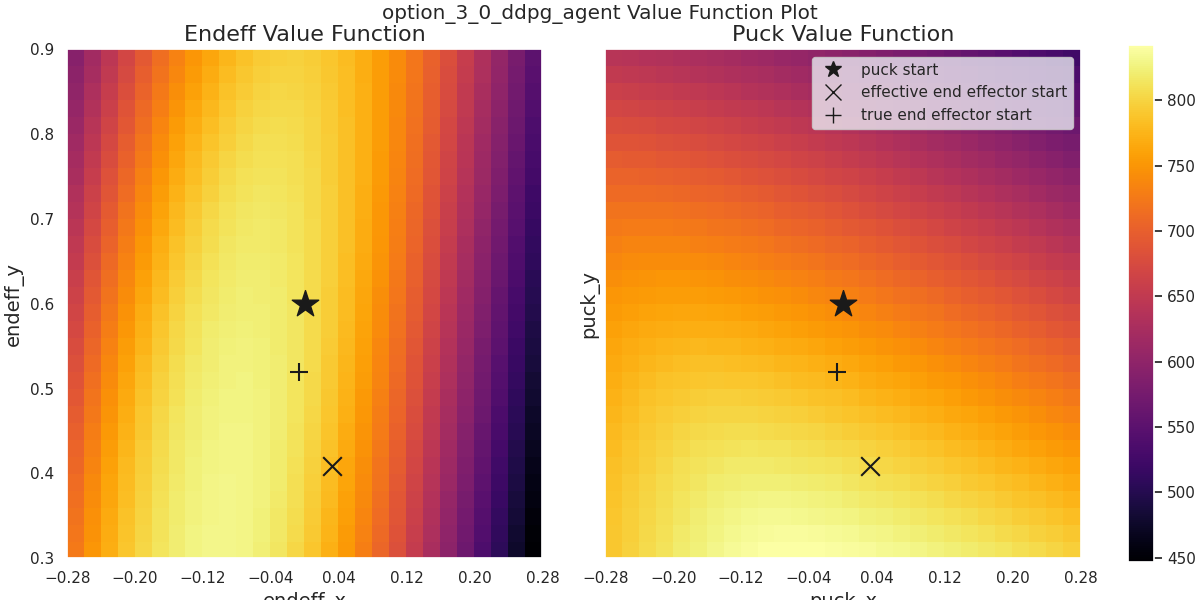 option_3_0_ddpg_agent Value Function Plot
Endeff Value Function
Puck Value Function
0.9
0.8
0.7
0.6
0.5
0.4
0.3
endeff_y
−0.28 −0.20 −0.12 −0.04 0.04 0.12 0.20 0.28
endeff_x
puck_y
puck start
effective end effector start
true end effector start
−0.28 −0.20 −0.12 −0.04 0.04 0.12 0.20 0.28
puck_x
800
750
700
650
600
550
500
450